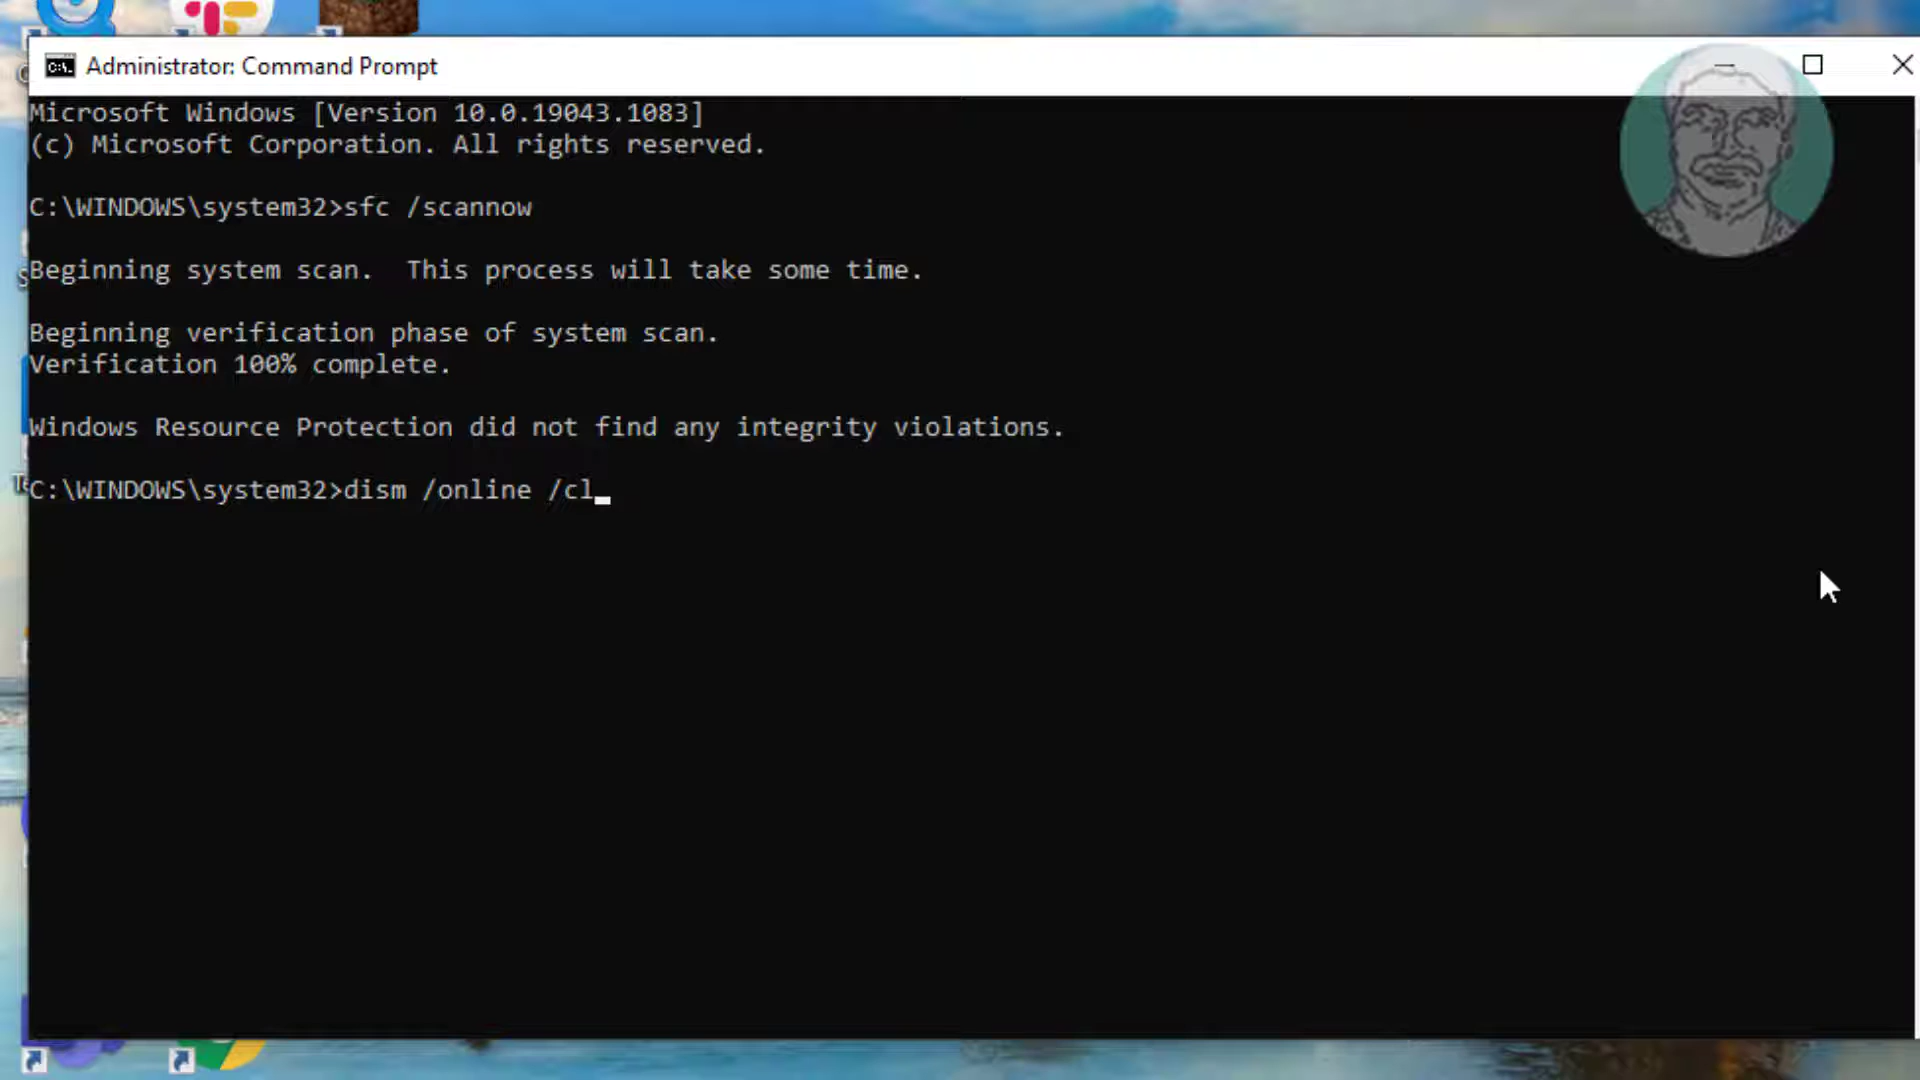 Administrator: Command Prompt
Microsoft Windows [Version 10.0.19043.1083]
(c) Microsoft Corporation. All rights reserved.
C:\WINDOWS\system32>sfc /scannow
Beginning system scan.  This process will take some time.
Beginning verification phase of system scan.
Verification 100% complete.
Windows Resource Protection did not find any integrity violations.
C:\WINDOWS\system32>dism /online /cl